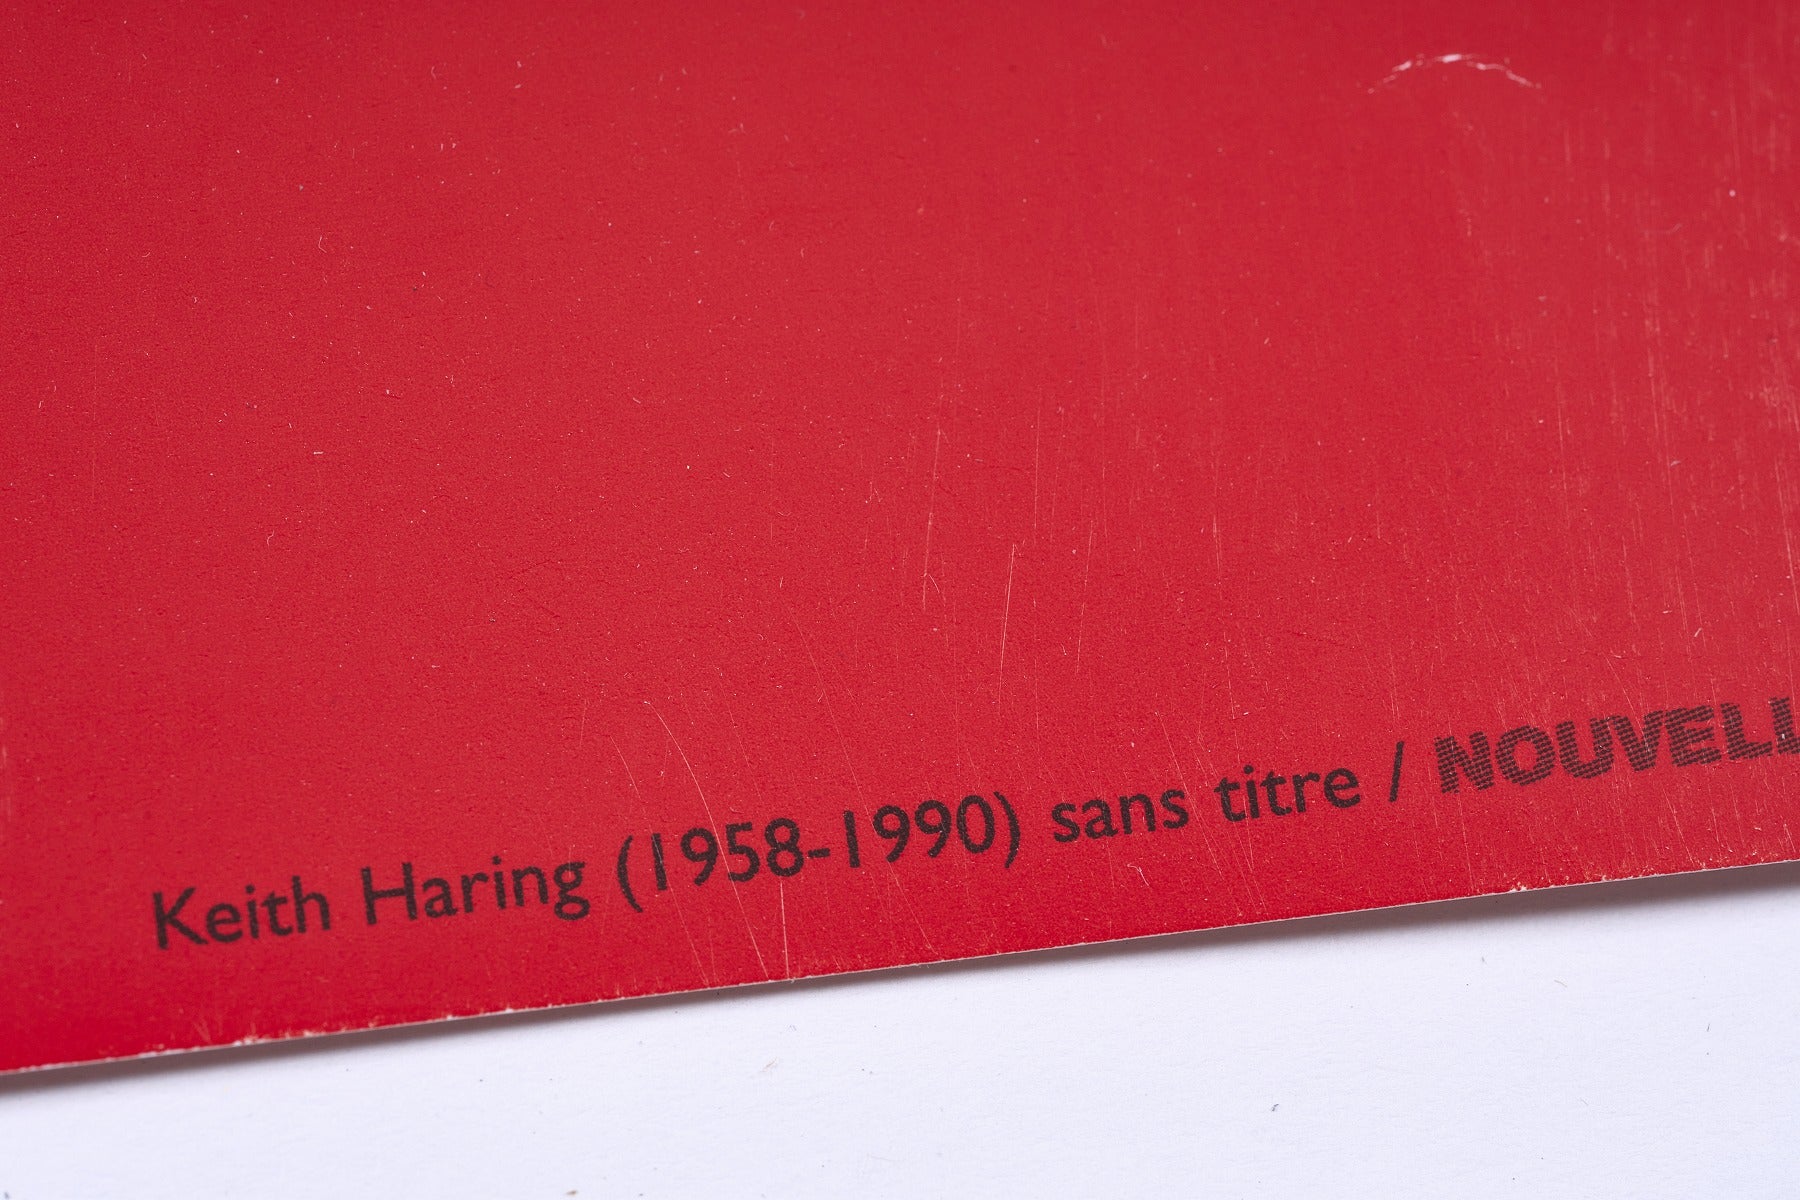 Keith Haring (1958-1990) sans titre / NOUVELL